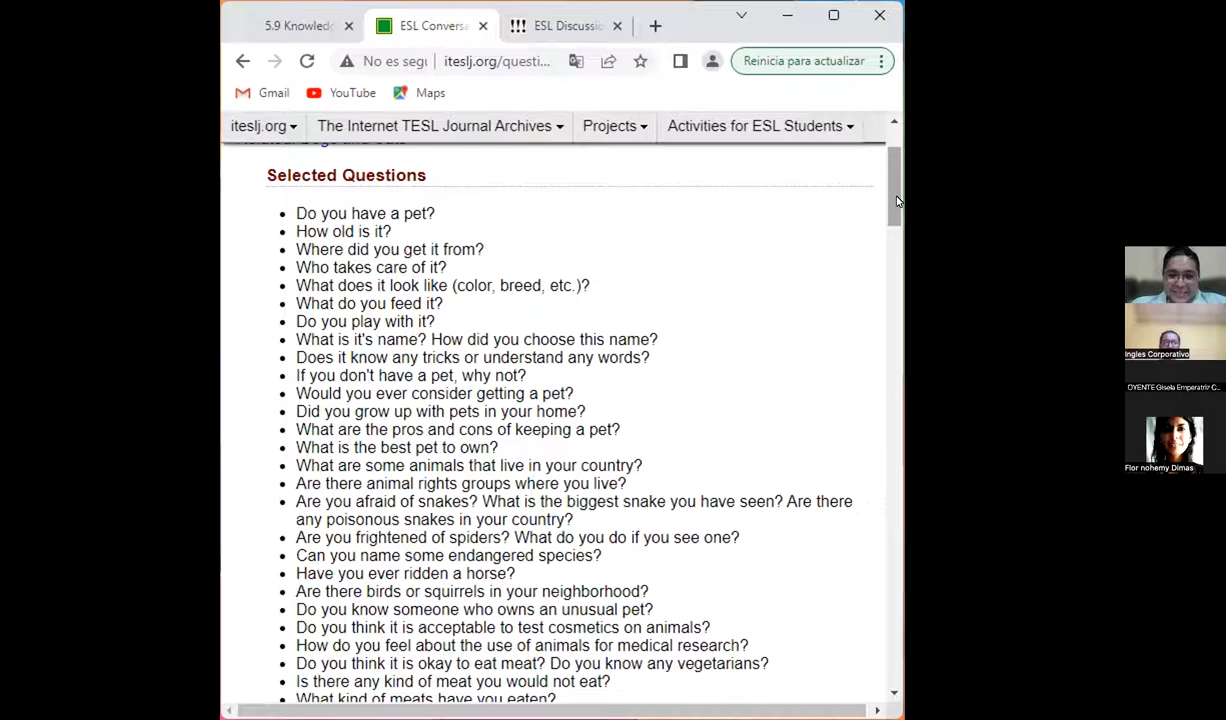 5.9 Knowledg
ESL Convers
ESL Discussio
No es segu
iteslj.org/questi...
Reinicia para actualizar
Gmail
YouTube
Maps
iteslj.org
The Internet TESL Journal Archives
Projects
Activities for ESL Students
Selected Questions
Do you have a pet?
How old is it?
Where did you get it from?
Who takes care of it?
What does it look like (color, breed, etc.)?
What do you feed it?
Do you play with it?
What is it's name? How did you choose this name?
Does it know any tricks or understand any words?
If you don't have a pet, why not?
Would you ever consider getting a pet?
Did you grow up with pets in your home?
What are the pros and cons of keeping a pet?
What is the best pet to own?
What are some animals that live in your country?
Are there animal rights groups where you live?
Are you afraid of snakes? What is the biggest snake you have seen? Are there
any poisonous snakes in your country?
Are you frightened of spiders? What do you do if you see one?
Can you name some endangered species?
Have you ever ridden a horse?
Are there birds or squirrels in your neighborhood?
Do you know someone who owns an unusual pet?
Do you think it is acceptable to test cosmetics on animals?
How do you feel about the use of animals for medical research?
Do you think it is okay to eat meat? Do you know any vegetarians?
Is there any kind of meat you would not eat?
What kind of meats have you eaten?
Ingles Corporativo
OYENTE Gisela Emperatriz C...
Flor nohemy Dimas